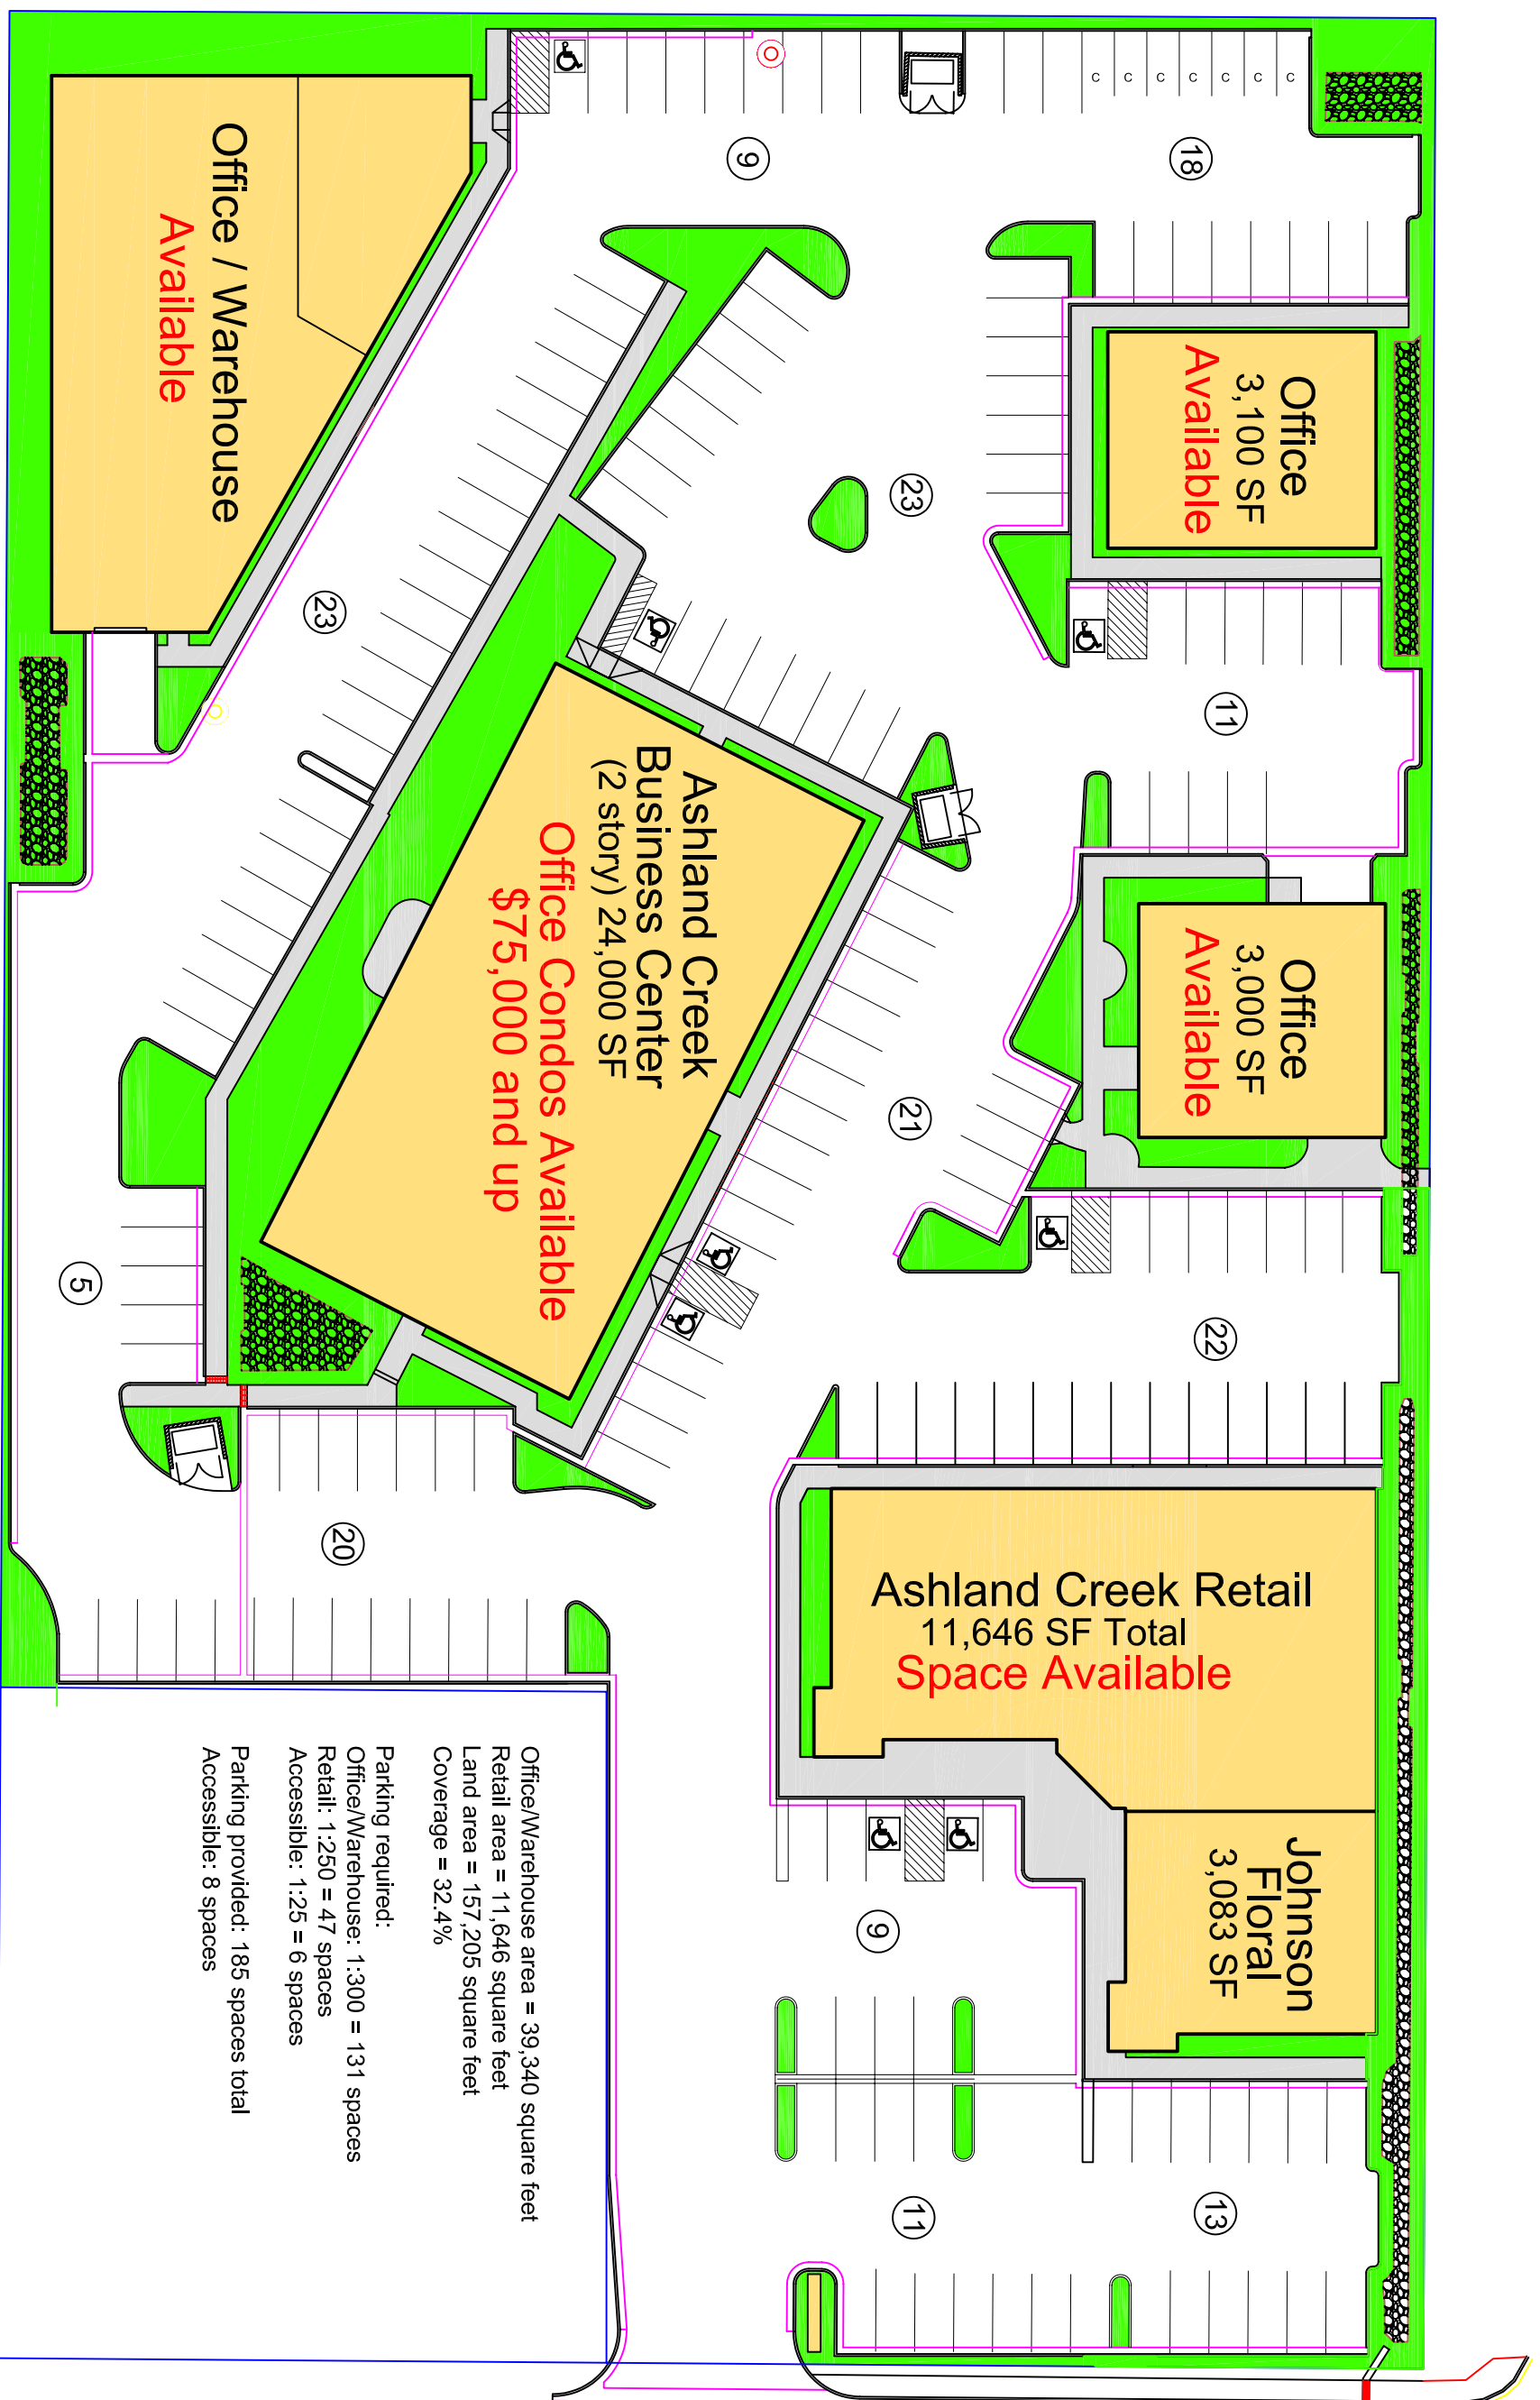 C C C C C C C
9
18
Office / Warehouse
Available
Office
3,100 SF
Available
23
23
11
Ashland Creek
Business Center
(2 story) 24,000 SF
Office Condos Available
$75,000 and up
Office
3,000 SF
Available
21
5
22
20
Ashland Creek Retail
11,646 SF Total
Space Available
Johnson
Floral
3,083 SF
9
11
13
Office/Warehouse area = 39,340 square feet
Retail area = 11,646 square feet
Land area = 157,205 square feet
Coverage = 32.4%
Parking required:
Office/Warehouse: 1:300 = 131 spaces
Retail: 1:250 = 47 spaces
Accessible: 1:25 = 6 spaces
Parking provided: 185 spaces total
Accessible: 8 spaces